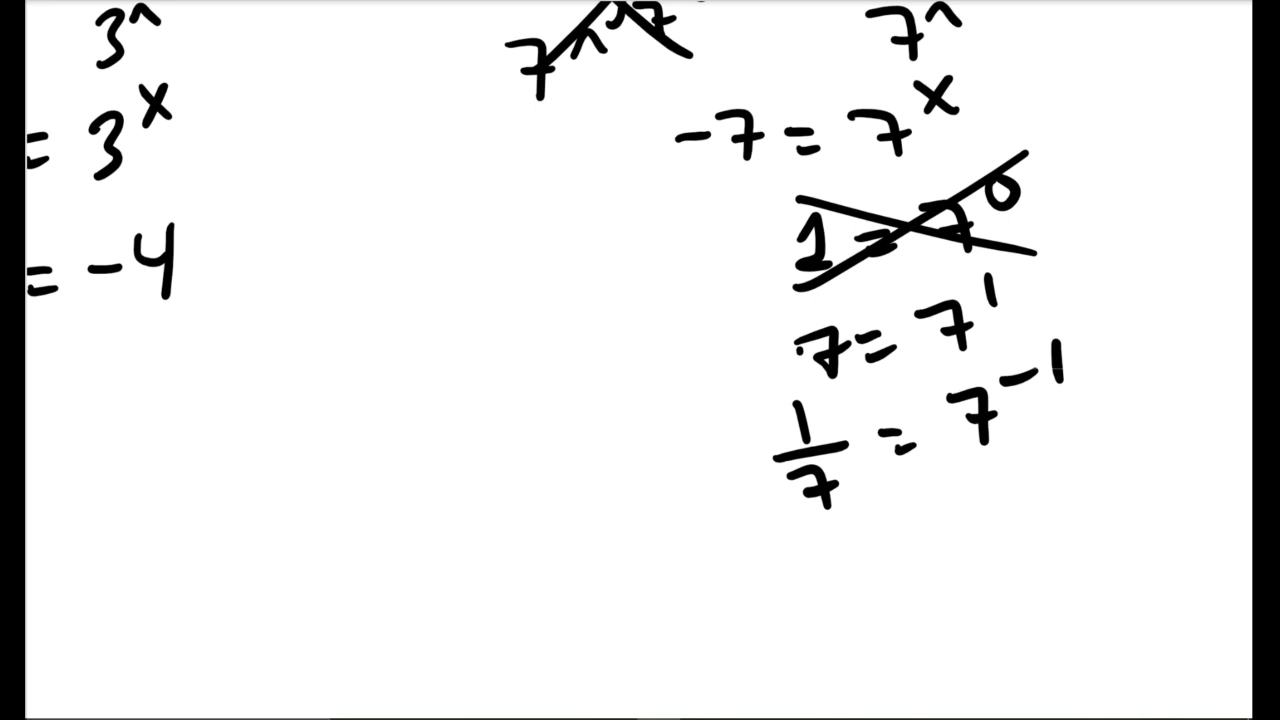 3^
= 3^x
= -4
7^
-7 = 7^x
1 = 7^0
7 = 7^1
1/7 = 7^-1